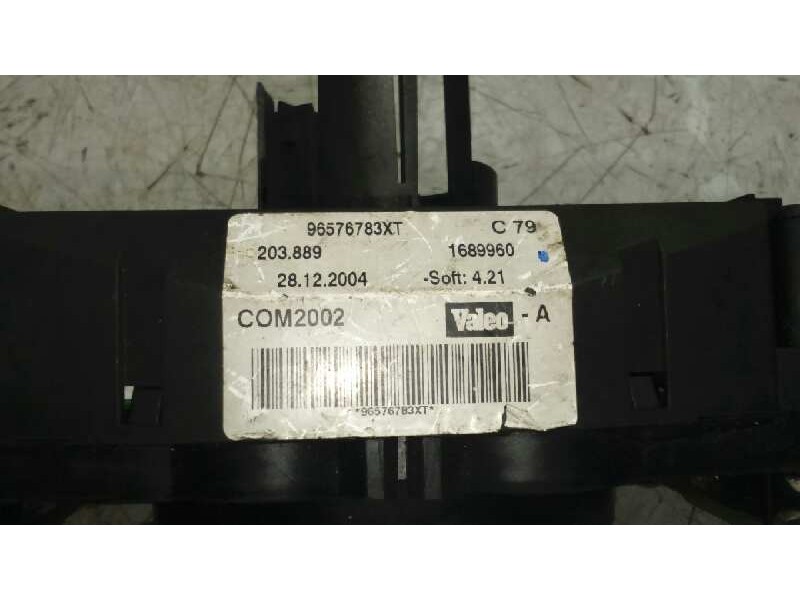 96576783XT C 79
203.889 1689960
28.12.2004 -Soft: 4.21
COM2002 Valeo - A
*96576783XT*